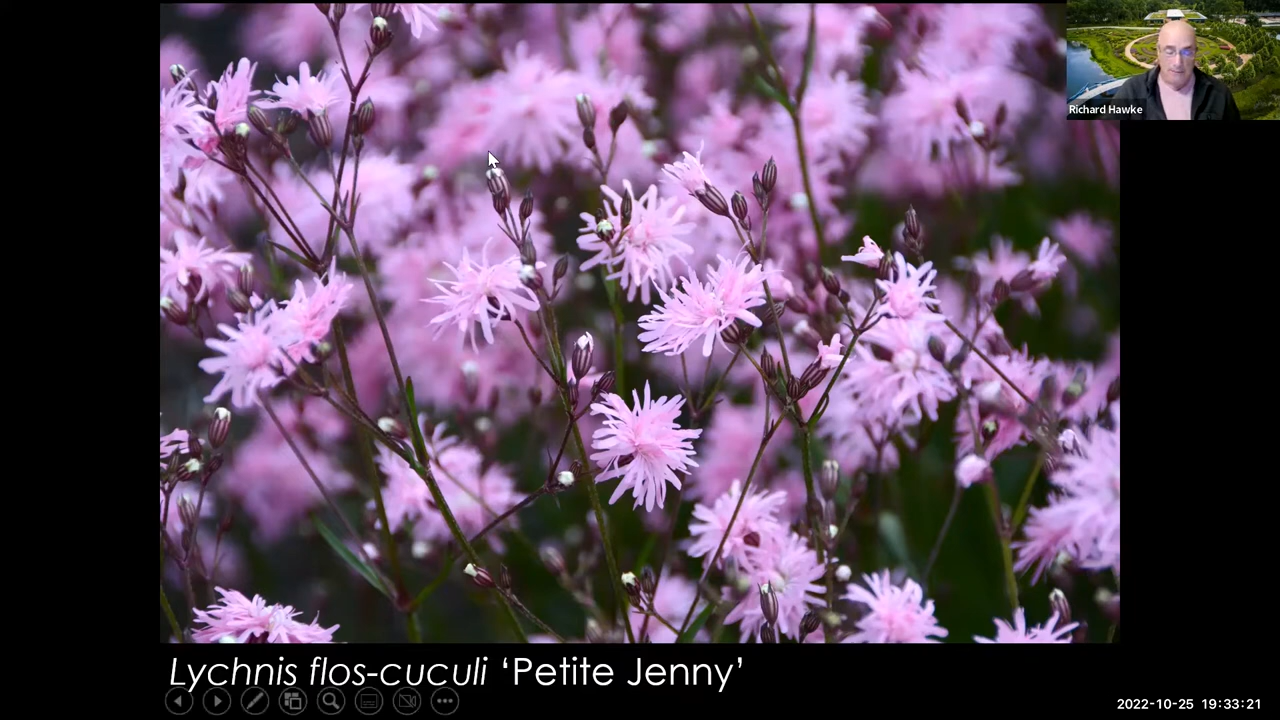 Richard Hawke
Lychnis flos-cuculi ‘Petite Jenny’
2022-10-25 19:33:21